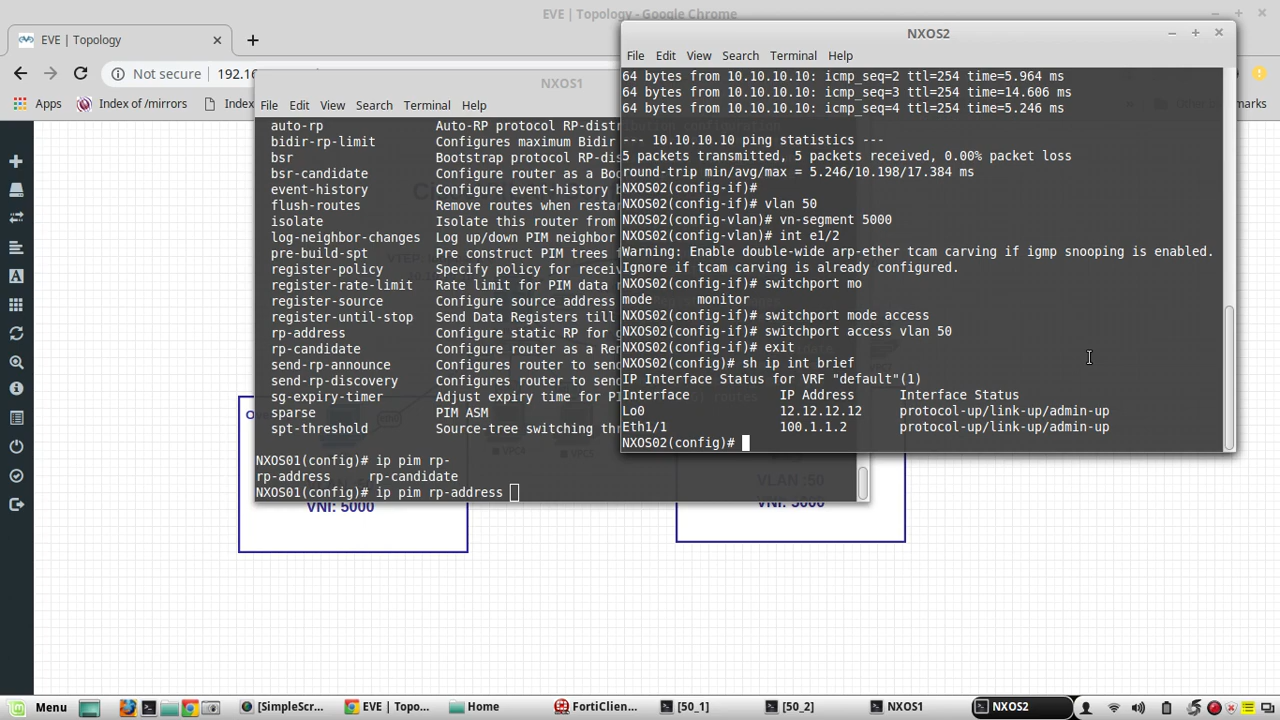 EVE | Topology - Google Chrome
EVE | Topology
Not secure
192.16
Apps
Index of /mirrors
Index
NXOS1
File Edit View Search Terminal Help
auto-rp Auto-RP protocol RP-dist
bidir-rp-limit Configures maximum Bidir
bsr Bootstrap protocol RP-dis
bsr-candidate Configure router as a Boo
event-history Configure event-history b
flush-routes Remove routes when restar
isolate Isolate this router from
log-neighbor-changes Log up/down PIM neighbor
pre-build-spt Pre construct PIM trees f
register-policy Specify policy for receiv
register-rate-limit Rate limit for PIM data r
register-source Configure source address
register-until-stop Send Data Registers till
rp-address Configure static RP for g
rp-candidate Configure router as a Ren
send-rp-announce Configures router to send
send-rp-discovery Configures router to send
sg-expiry-timer Adjust expiry time for PI
sparse PIM ASM
spt-threshold Source-tree switching thr
NXOS01(config)# ip pim rp-
rp-address rp-candidate
NXOS01(config)# ip pim rp-address
VNI: 5000
NXOS2
File Edit View Search Terminal Help
64 bytes from 10.10.10.10: icmp_seq=2 ttl=254 time=5.964 ms
64 bytes from 10.10.10.10: icmp_seq=3 ttl=254 time=14.606 ms
64 bytes from 10.10.10.10: icmp_seq=4 ttl=254 time=5.246 ms
--- 10.10.10.10 ping statistics ---
5 packets transmitted, 5 packets received, 0.00% packet loss
round-trip min/avg/max = 5.246/10.198/17.384 ms
NXOS02(config-if)#
NXOS02(config-if)# vlan 50
NXOS02(config-vlan)# vn-segment 5000
NXOS02(config-vlan)# int e1/2
Warning: Enable double-wide arp-ether tcam carving if igmp snooping is enabled.
Ignore if tcam carving is already configured.
NXOS02(config-if)# switchport mo
mode monitor
NXOS02(config-if)# switchport mode access
NXOS02(config-if)# switchport access vlan 50
NXOS02(config-if)# exit
NXOS02(config)# sh ip int brief
IP Interface Status for VRF "default"(1)
Interface IP Address Interface Status
Lo0 12.12.12.12 protocol-up/link-up/admin-up
Eth1/1 100.1.1.2 protocol-up/link-up/admin-up
NXOS02(config)#
VLAN :50
VNI: 5000
Menu
[SimpleScr...
EVE | Topo...
Home
FortiClien...
[50_1]
[50_2]
NXOS1
NXOS2